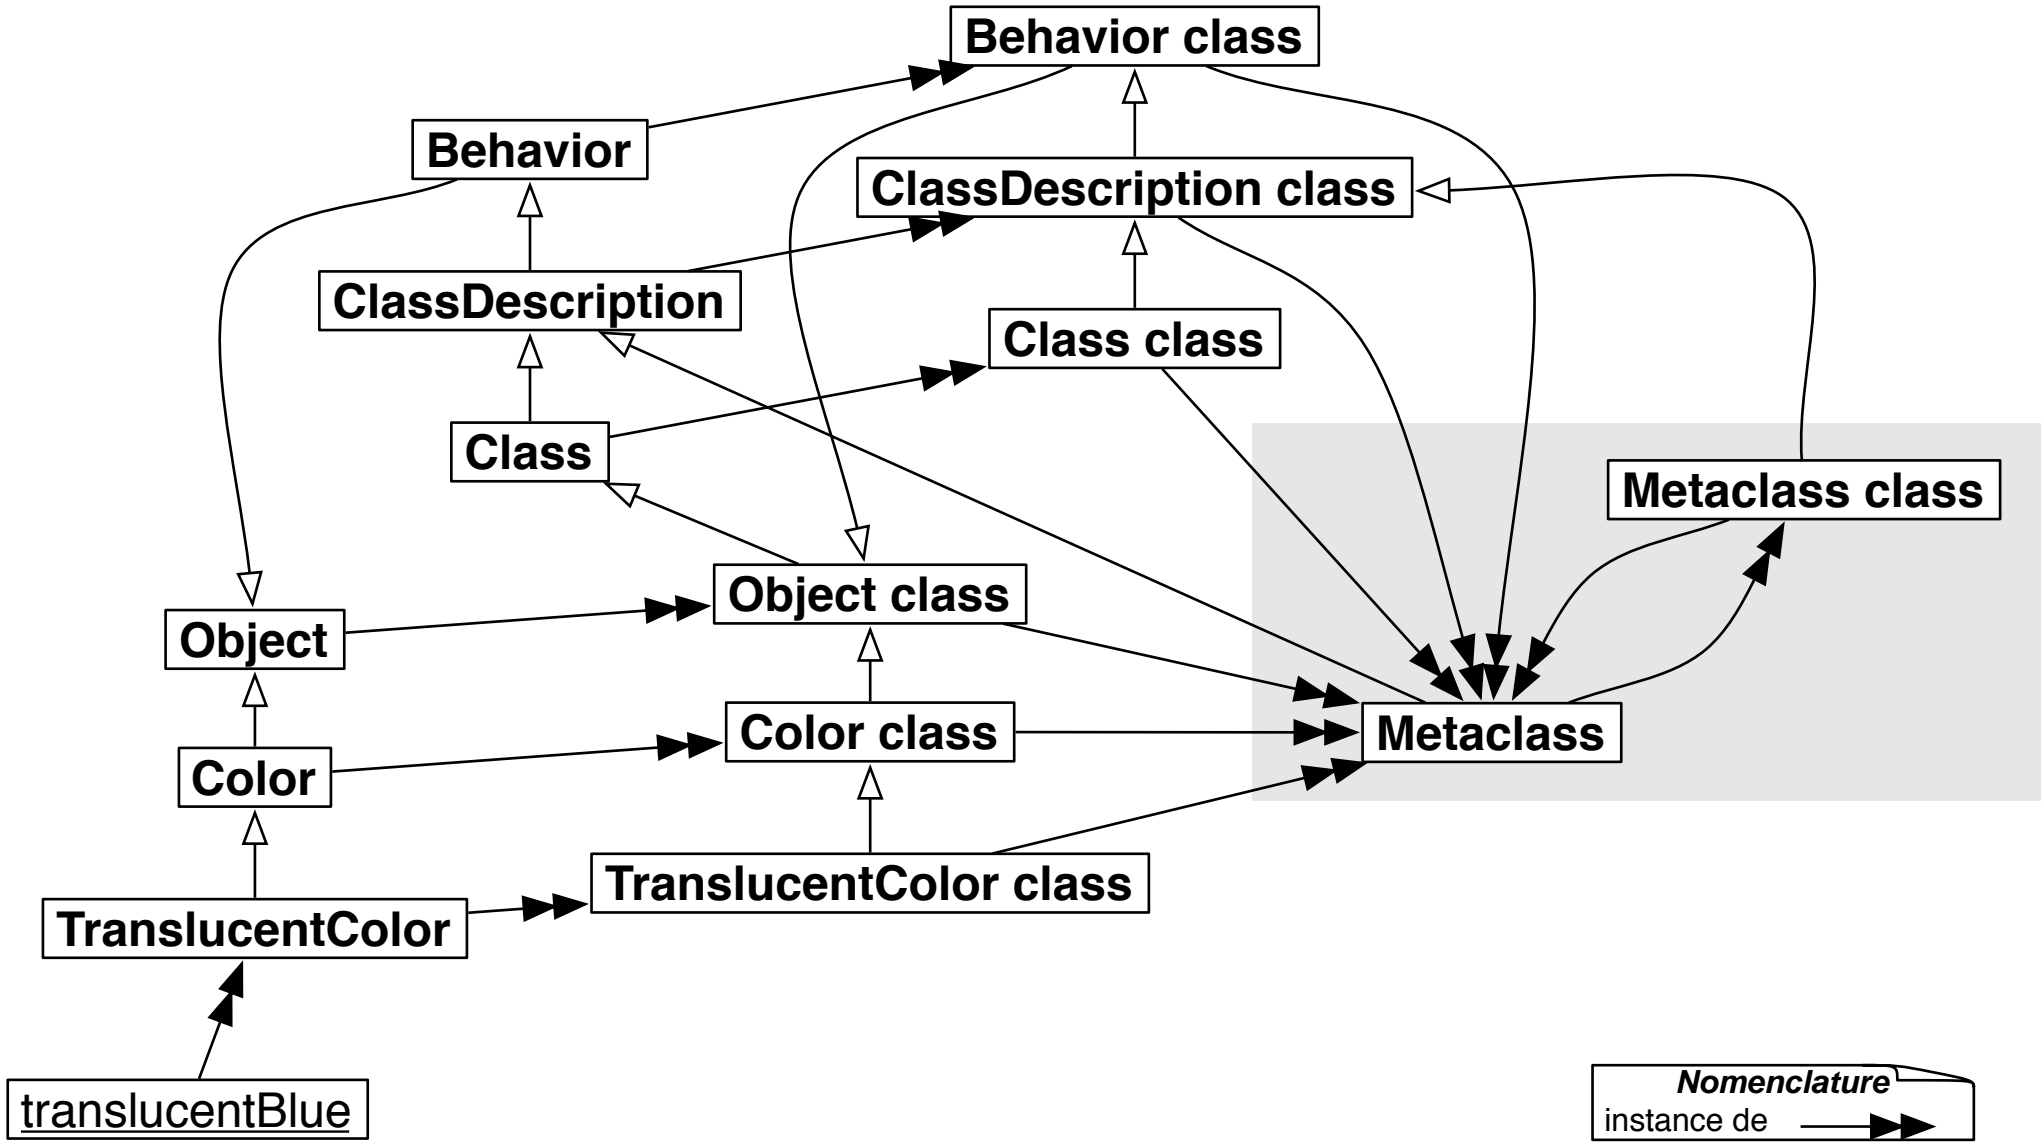 Behavior class
Behavior
ClassDescription class
ClassDescription
Class class
Class
Metaclass class
Object class
Object
Color class
Metaclass
Color
TranslucentColor class
TranslucentColor
translucentBlue
Nomenclature
instance de